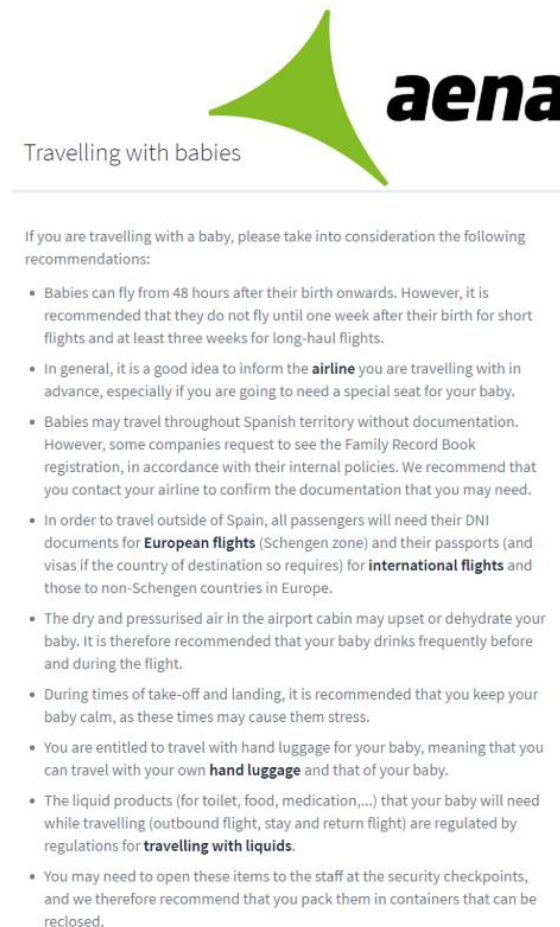 aena
Travelling with babies
If you are travelling with a baby, please take into consideration the following
recommendations:
• Babies can fly from 48 hours after their birth onwards. However, it is
recommended that they do not fly until one week after their birth for short
flights and at least three weeks for long-haul flights.
• In general, it is a good idea to inform the airline you are travelling with in
advance, especially if you are going to need a special seat for your baby.
• Babies may travel throughout Spanish territory without documentation.
However, some companies request to see the Family Record Book
registration, in accordance with their internal policies. We recommend that
you contact your airline to confirm the documentation that you may need.
• In order to travel outside of Spain, all passengers will need their DNI
documents for European flights (Schengen zone) and their passports (and
visas if the country of destination so requires) for international flights and
those to non-Schengen countries in Europe.
• The dry and pressurised air in the airport cabin may upset or dehydrate your
baby. It is therefore recommended that your baby drinks frequently before
and during the flight.
• During times of take-off and landing, it is recommended that you keep your
baby calm, as these times may cause them stress.
• You are entitled to travel with hand luggage for your baby, meaning that you
can travel with your own hand luggage and that of your baby.
• The liquid products (for toilet, food, medication,...) that your baby will need
while travelling (outbound flight, stay and return flight) are regulated by
regulations for travelling with liquids.
• You may need to open these items to the staff at the security checkpoints,
and we therefore recommend that you pack them in containers that can be
reclosed.